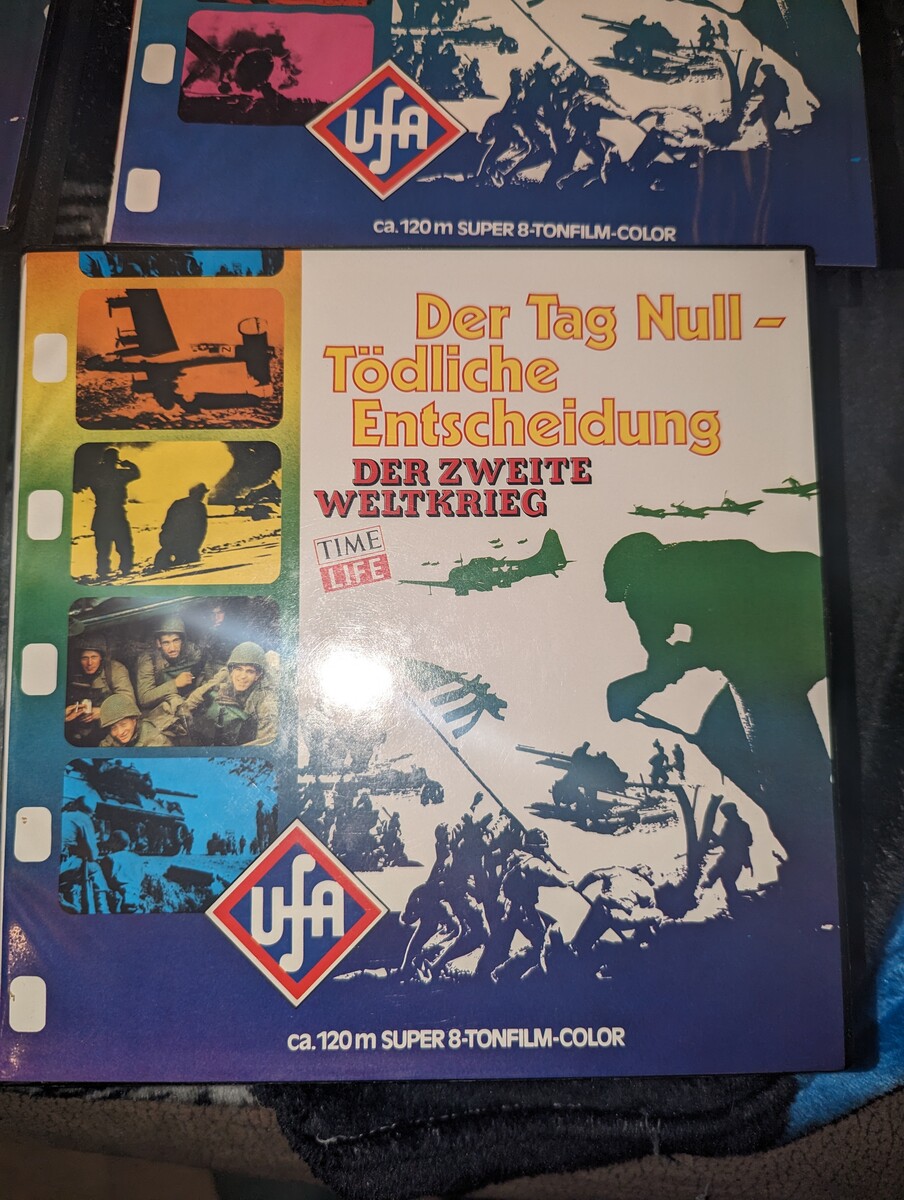 UfA
ca. 120 m SUPER 8-TONFILM-COLOR
Der Tag Null -
Tödliche
Entscheidung
DER ZWEITE
WELTKRIEG
TIME
LIFE
UfA
ca. 120 m SUPER 8-TONFILM-COLOR